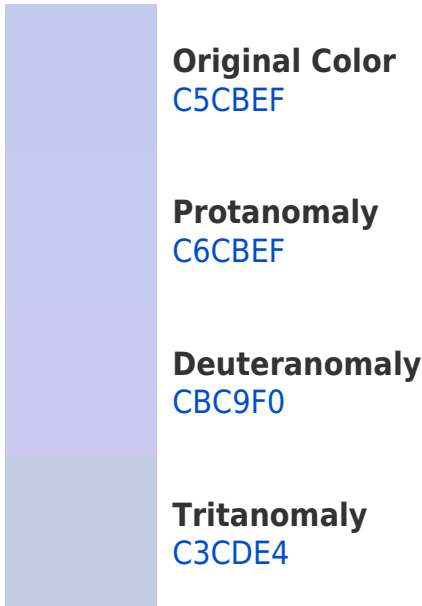 Original Color
C5CBEF
Protanomaly
C6CBEF
Deuteranomaly
CBC9F0
Tritanomaly
C3CDE4